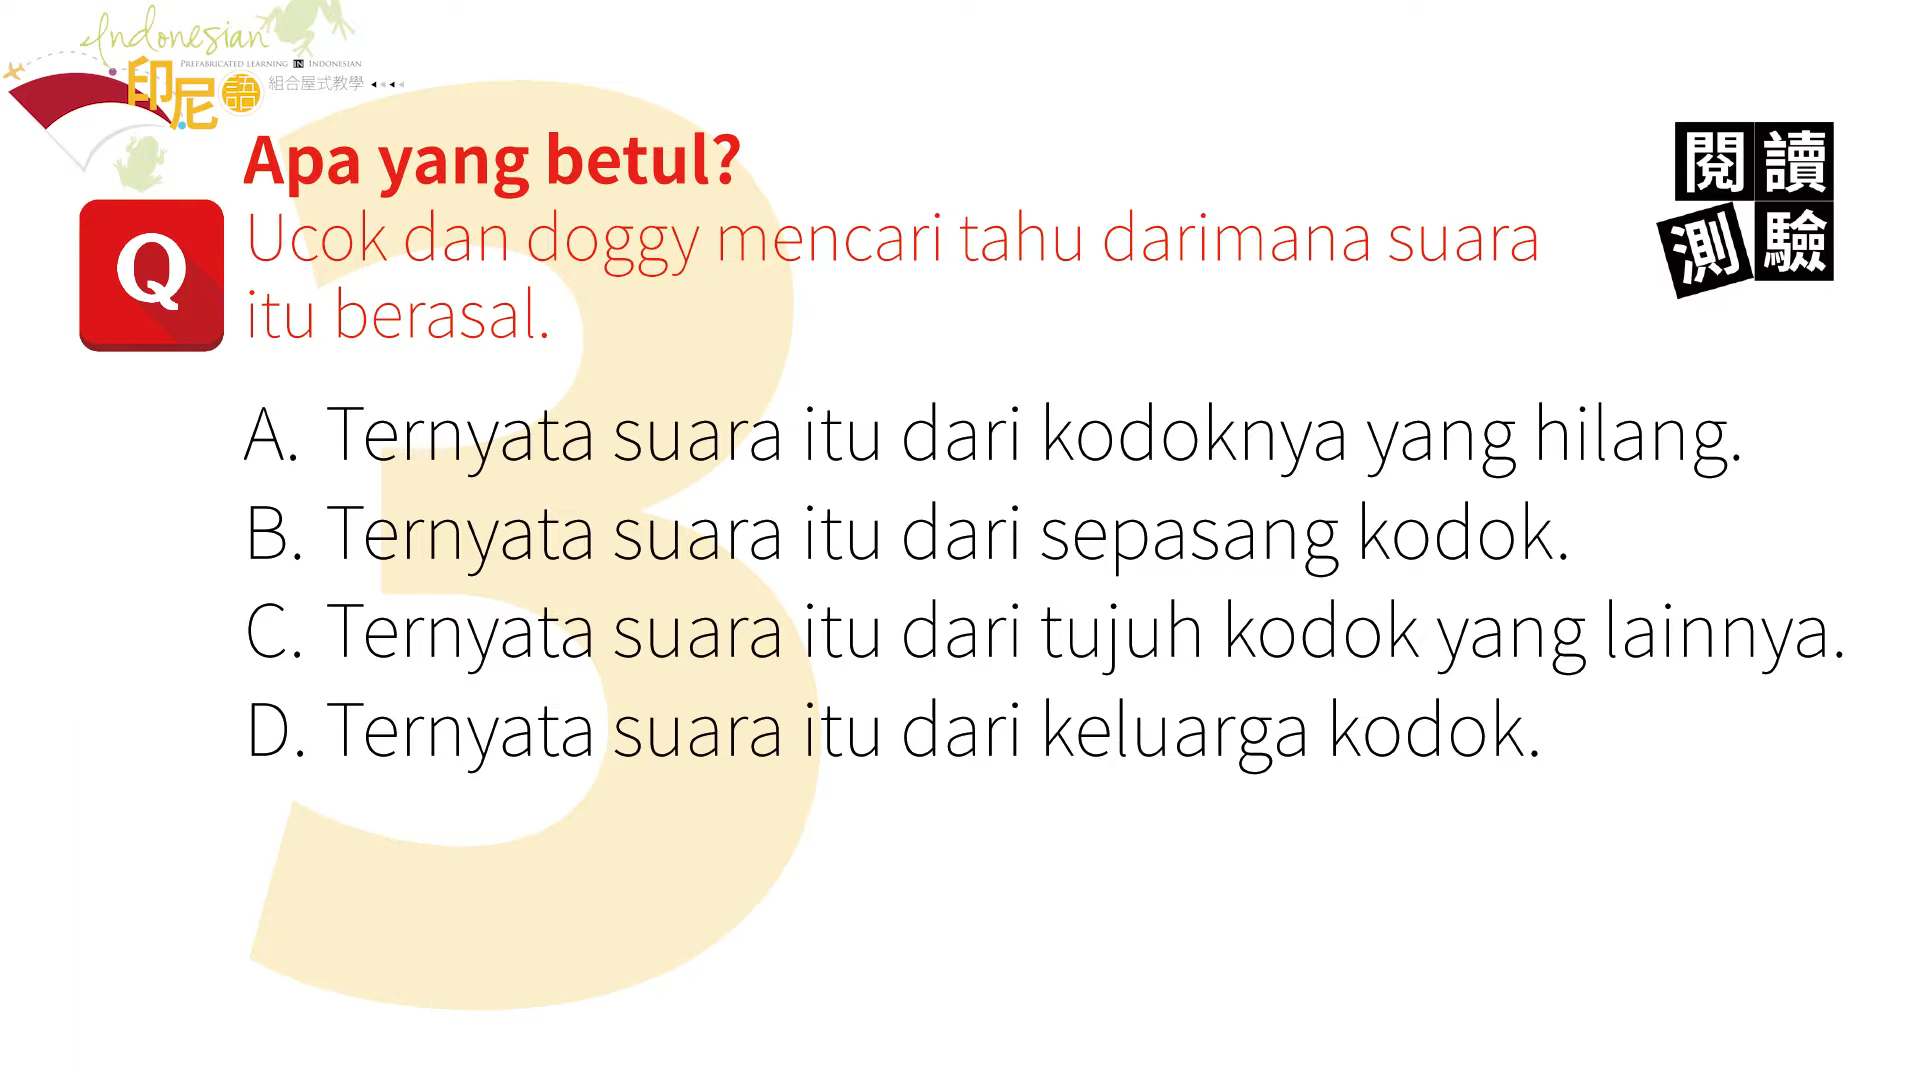 Indonesian
PREFABRICATED LEARNING IN INDONESIAN
印尼語 組合屋式教學
Apa yang betul?
閱讀
測驗
Q
Ucok dan doggy mencari tahu darimana suara
itu berasal.
3
A. Ternyata suara itu dari kodoknya yang hilang.
B. Ternyata suara itu dari sepasang kodok.
C. Ternyata suara itu dari tujuh kodok yang lainnya.
D. Ternyata suara itu dari keluarga kodok.